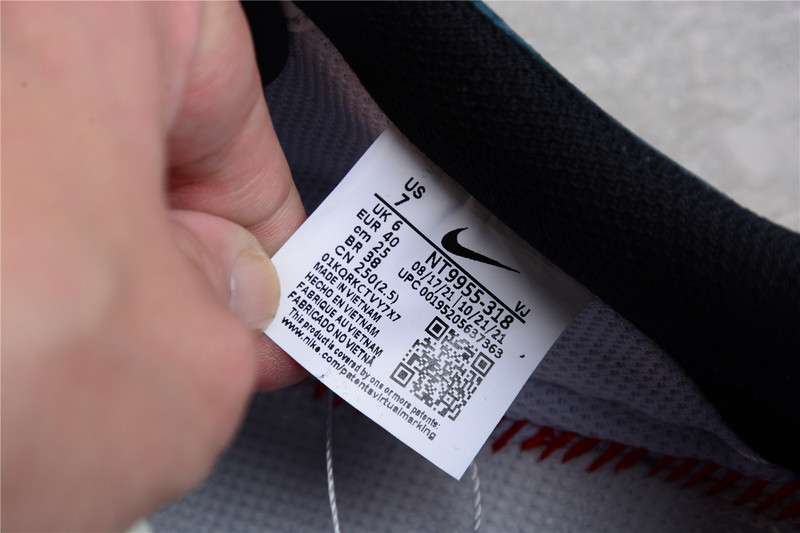 US
7
UK 6
EUR 40
cm 25
BR 38
CN 250(2.5)
01KORKCTVY7X7
MADE IN VIETNAM
HECHO EN VIETNAM
FABRIQUE AU VIETNAM
FABRICADO NO VIETNÃ
This product is covered by one or more patents:
www.nike.com/patentsvirtualmarking
NT9955.318 VJ
08/17/21 | 10/21/21
UPC 0019520567363